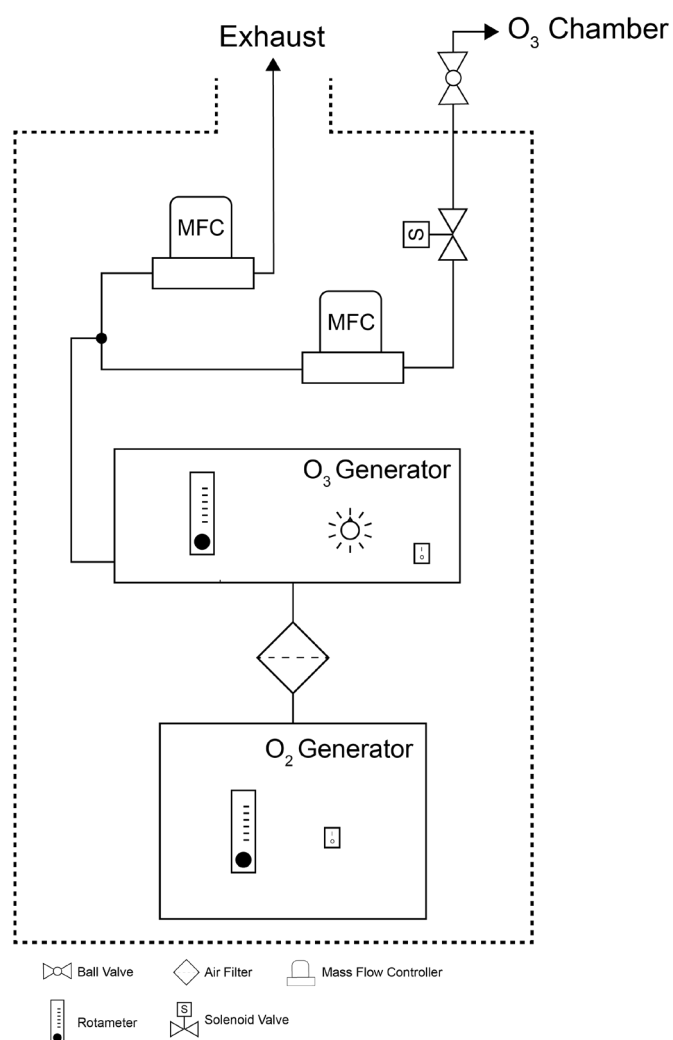 Exhaust
O₃ Chamber
MFC
S
MFC
O₃ Generator
I
O
O₂ Generator
I
O
Ball Valve
Air Filter
Mass Flow Controller
Rotameter
S
Solenoid Valve